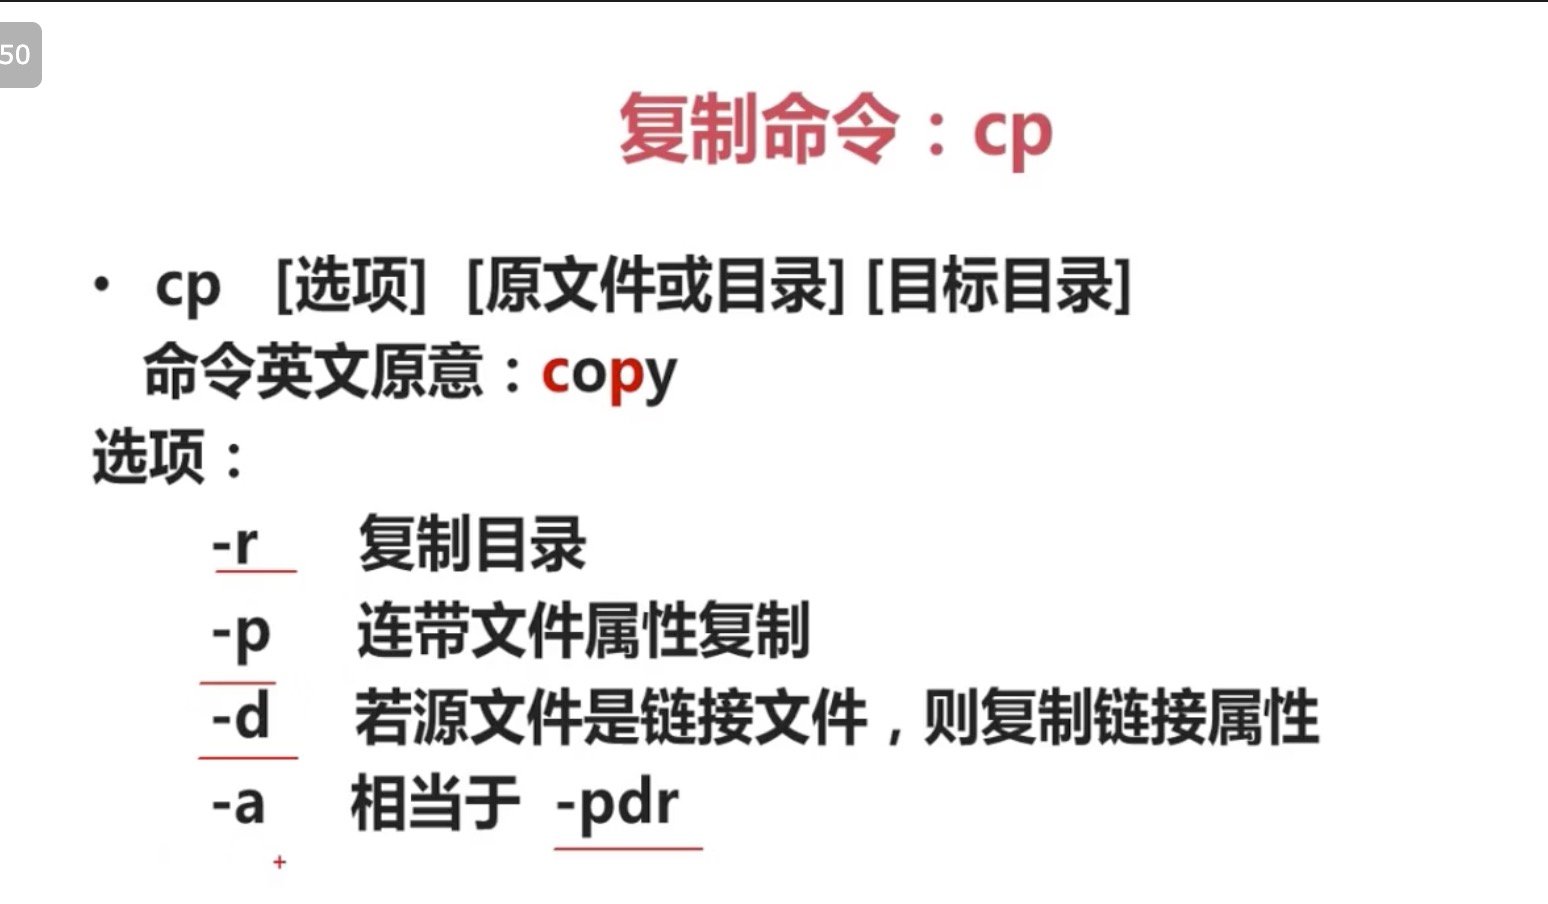 50
复制命令：cp
• cp [选项] [原文件或目录] [目标目录]
命令英文原意：copy
选项：
-r 复制目录
-p 连带文件属性复制
-d 若源文件是链接文件，则复制链接属性
-a 相当于 -pdr